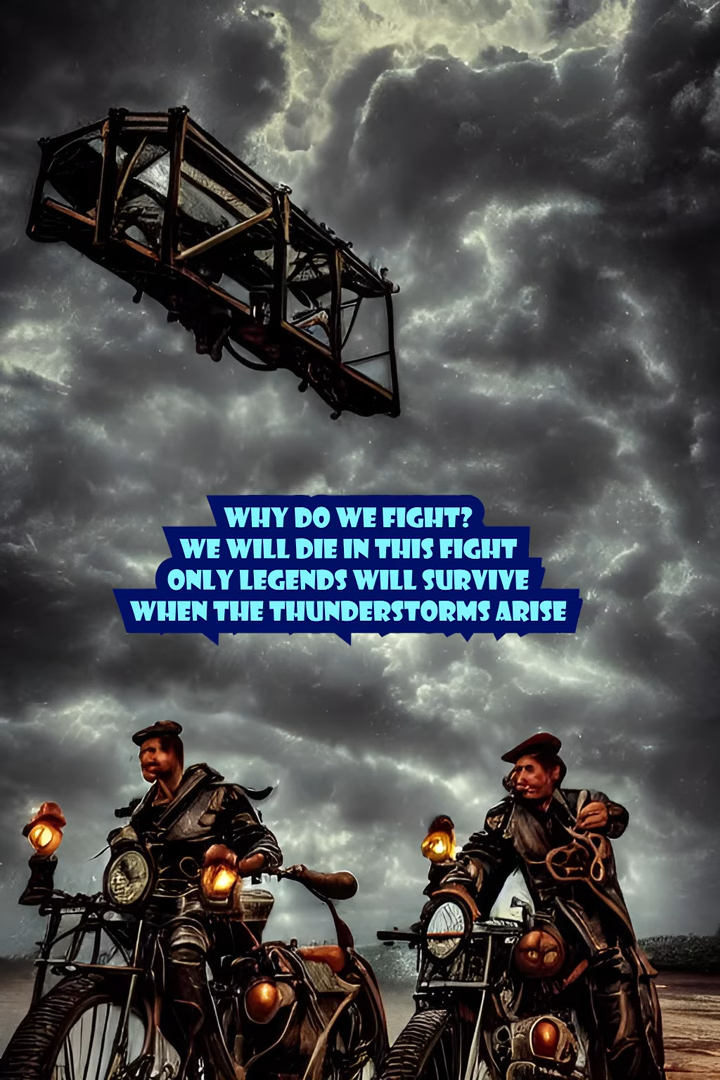 WHY DO WE FIGHT?
WE WILL DIE IN THIS FIGHT
ONLY LEGENDS WILL SURVIVE
WHEN THE THUNDERSTORMS ARISE